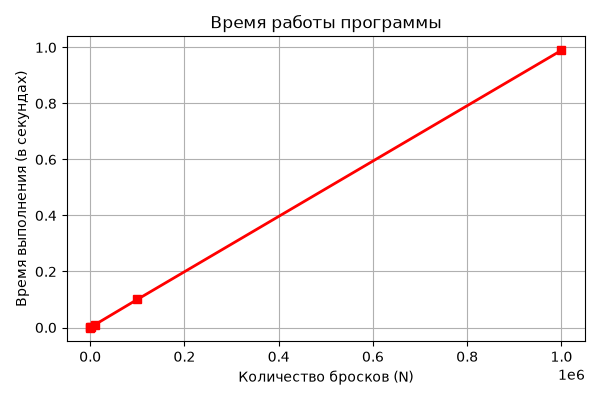 Время работы программы
1.0
0.8
0.6
0.4
0.2
0.0
Время выполнения (в секундах)
0.0 0.2 0.4 0.6 0.8 1.0
1e6
Количество бросков (N)